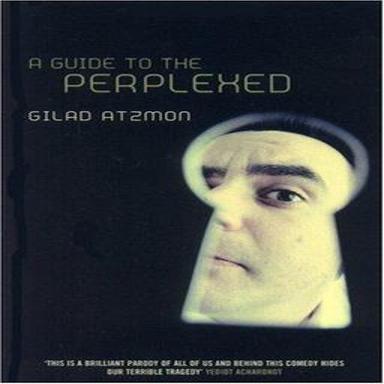 A GUIDE TO THE
PERPLEXED
GILAD ATZMON
'THIS IS A BRILLIANT PARODY OF ALL OF US AND BEHIND THIS COMEDY HIDES
OUR TERRIBLE TRAGEDY' YEDIOT ACHARONOT